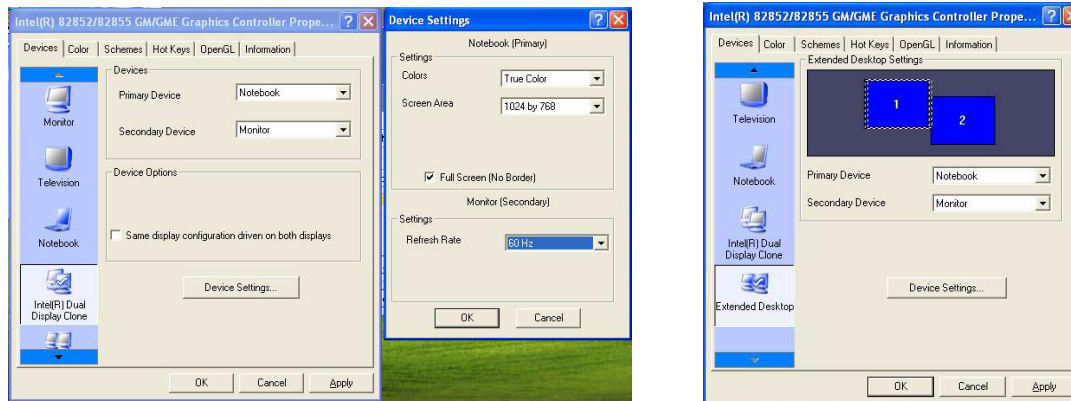 Intel(R) 82852/82855 GM/GME Graphics Controller Prope...
Devices Color Schemes Hot Keys OpenGL Information
Monitor
Television
Notebook
Intel(R) Dual
Display Clone
Devices
Primary Device Notebook
Secondary Device Monitor
Device Options
Same display configuration driven on both displays
Device Settings...
OK Cancel Apply
Device Settings
Notebook (Primary)
Settings
Colors True Color
Screen Area 1024 by 768
Full Screen (No Border)
Monitor (Secondary)
Settings
Refresh Rate 60 Hz
OK Cancel
Intel(R) 82852/82855 GM/GME Graphics Controller Prope...
Devices Color Schemes Hot Keys OpenGL Information
Television
Notebook
Intel(R) Dual
Display Clone
Extended Desktop
Extended Desktop Settings
1
2
Primary Device Notebook
Secondary Device Monitor
Device Settings...
OK Cancel Apply